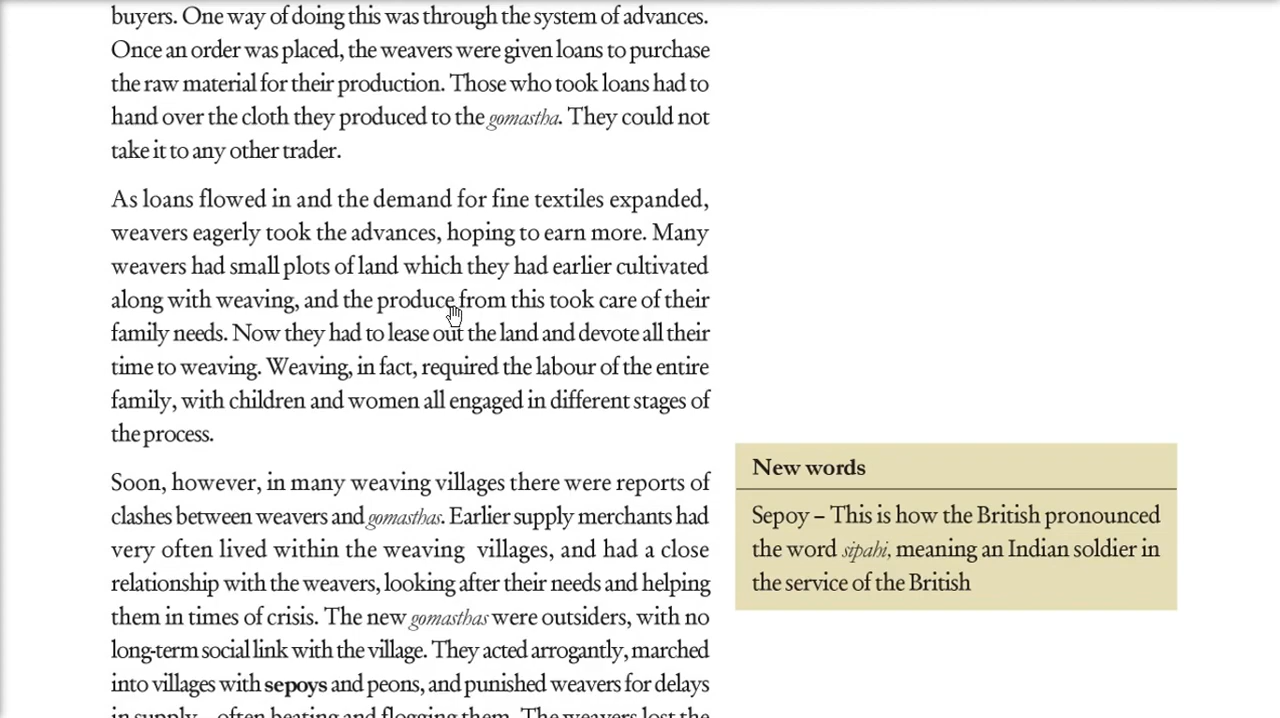 buyers. One way of doing this was through the system of advances.
Once an order was placed, the weavers were given loans to purchase
the raw material for their production. Those who took loans had to
hand over the cloth they produced to the gomastha. They could not
take it to any other trader.
As loans flowed in and the demand for fine textiles expanded,
weavers eagerly took the advances, hoping to earn more. Many
weavers had small plots of land which they had earlier cultivated
along with weaving, and the produce from this took care of their
family needs. Now they had to lease out the land and devote all their
time to weaving. Weaving, in fact, required the labour of the entire
family, with children and women all engaged in different stages of
the process.
Soon, however, in many weaving villages there were reports of
clashes between weavers and gomasthas. Earlier supply merchants had
very often lived within the weaving villages, and had a close
relationship with the weavers, looking after their needs and helping
them in times of crisis. The new gomasthas were outsiders, with no
long-term social link with the village. They acted arrogantly, marched
into villages with sepoys and peons, and punished weavers for delays
in supply – often beating and flogging them. The weavers lost the
New words
Sepoy – This is how the British pronounced
the word sipahi, meaning an Indian soldier in
the service of the British